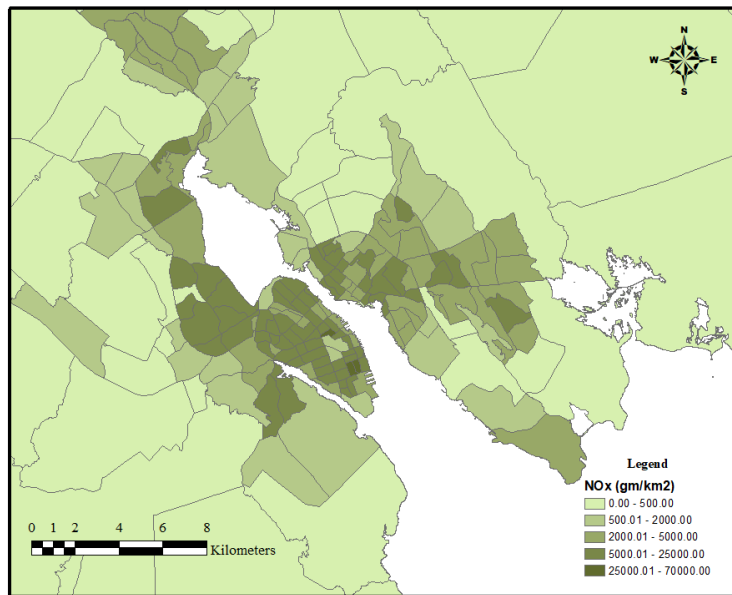 N
W E
S
Legend
NOx (gm/km2)
0.00 - 500.00
500.01 - 2000.00
2000.01 - 5000.00
5000.01 - 25000.00
25000.01 - 70000.00
0 1 2 4 6 8
Kilometers